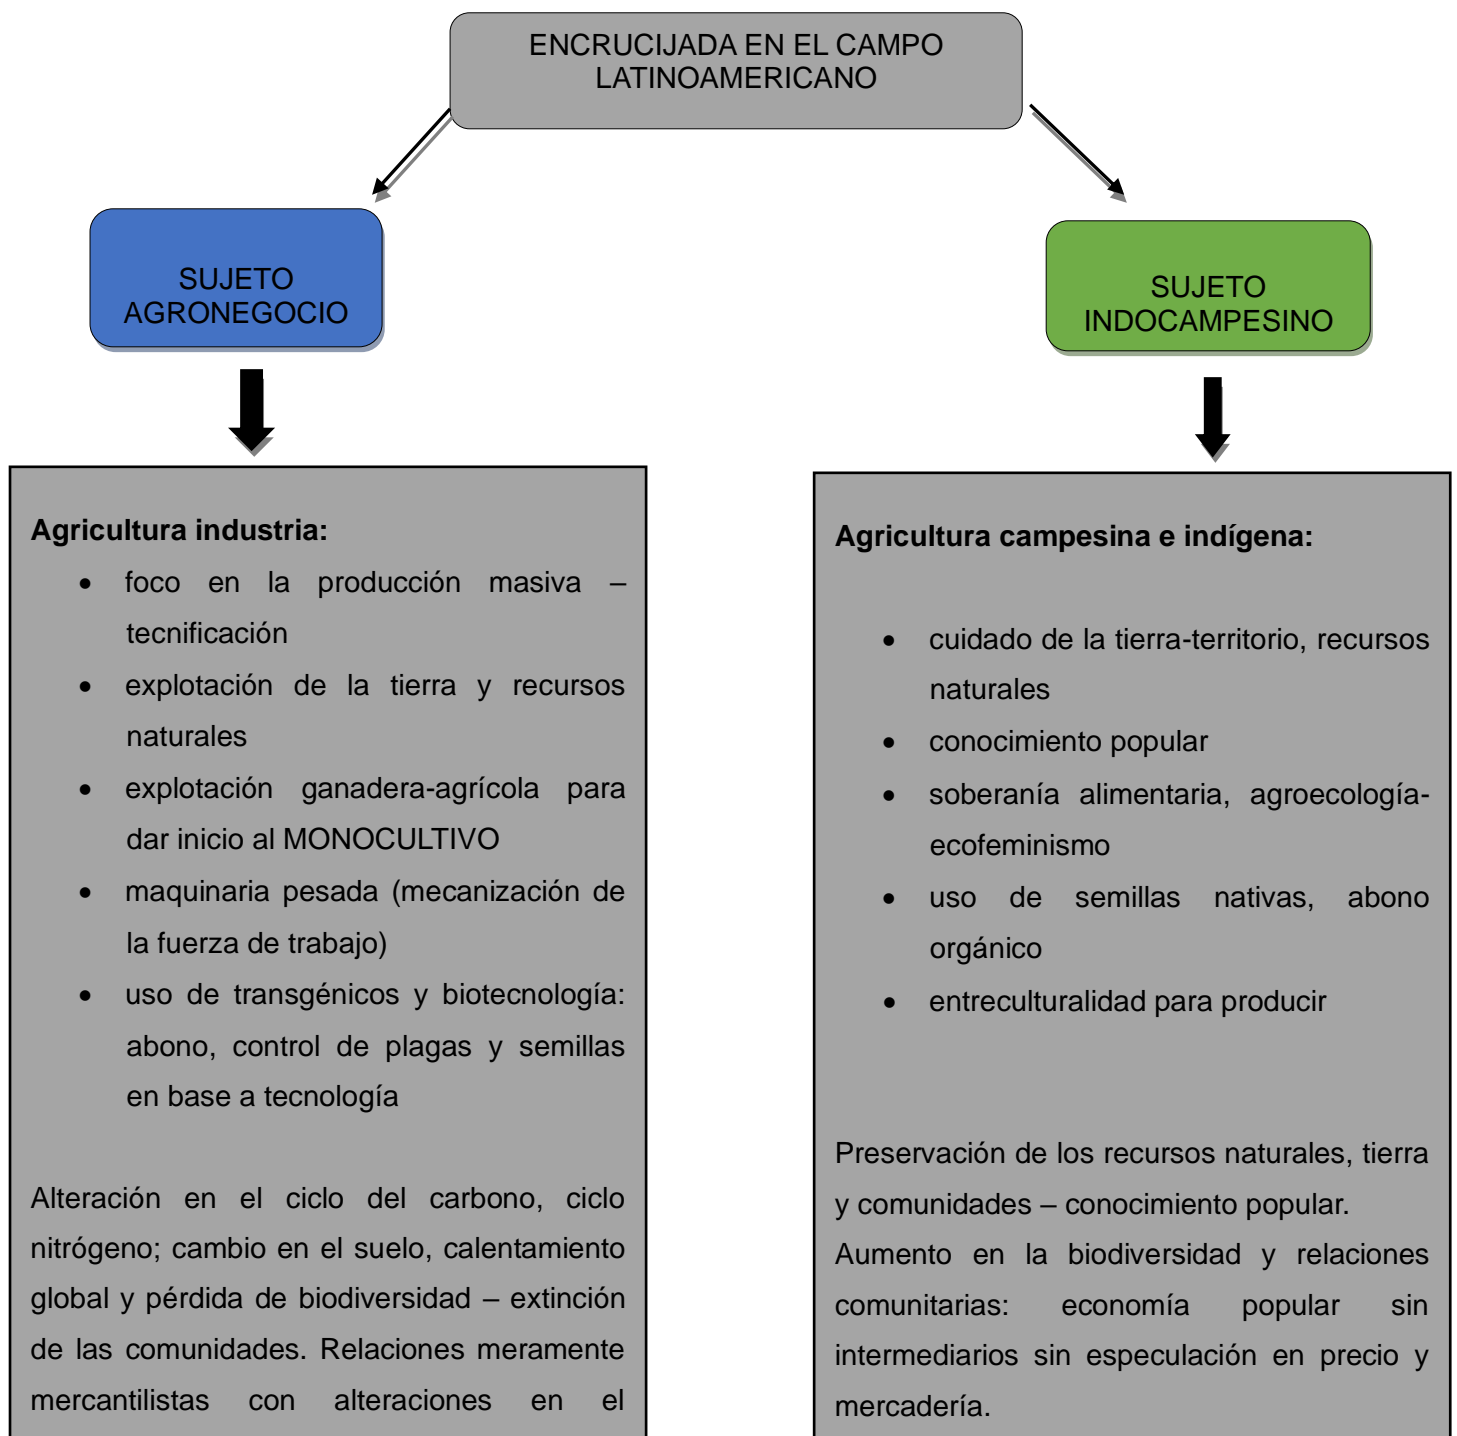 ENCRUCIJADA EN EL CAMPO
LATINOAMERICANO
SUJETO
AGRONEGOCIO
SUJETO
INDOCAMPESINO
Agricultura industria:
• foco en la producción masiva –
tecnificación
• explotación de la tierra y recursos
naturales
• explotación ganadera-agrícola para
dar inicio al MONOCULTIVO
• maquinaria pesada (mecanización de
la fuerza de trabajo)
• uso de transgénicos y biotecnología:
abono, control de plagas y semillas
en base a tecnología
Alteración en el ciclo del carbono, ciclo
nitrógeno; cambio en el suelo, calentamiento
global y pérdida de biodiversidad – extinción
de las comunidades. Relaciones meramente
mercantilistas con alteraciones en el
Agricultura campesina e indígena:
• cuidado de la tierra-territorio, recursos
naturales
• conocimiento popular
• soberanía alimentaria, agroecología-
ecofeminismo
• uso de semillas nativas, abono
orgánico
• entreculturalidad para producir
Preservación de los recursos naturales, tierra
y comunidades – conocimiento popular.
Aumento en la biodiversidad y relaciones
comunitarias: economía popular sin
intermediarios sin especulación en precio y
mercadería.